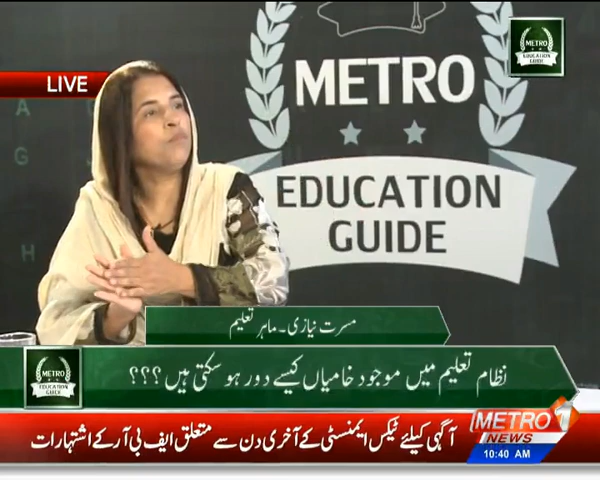 LIVE
A
G
H
METRO
EDUCATION
GUIDE
METRO
EDUCATION
GUIDE
مسرت نیازی۔ ماہر تعلیم
METRO
EDUCATION
GUIDE
نظام تعلیم میں موجود خامیاں کیسے دور ہو سکتی ہیں ؟؟؟
آگہی کیلئے ٹیکس ایمنسٹی کے آخری دن سے متعلق ایف بی آر کے اشتہارات
METRO 1
NEWS
10:40 AM